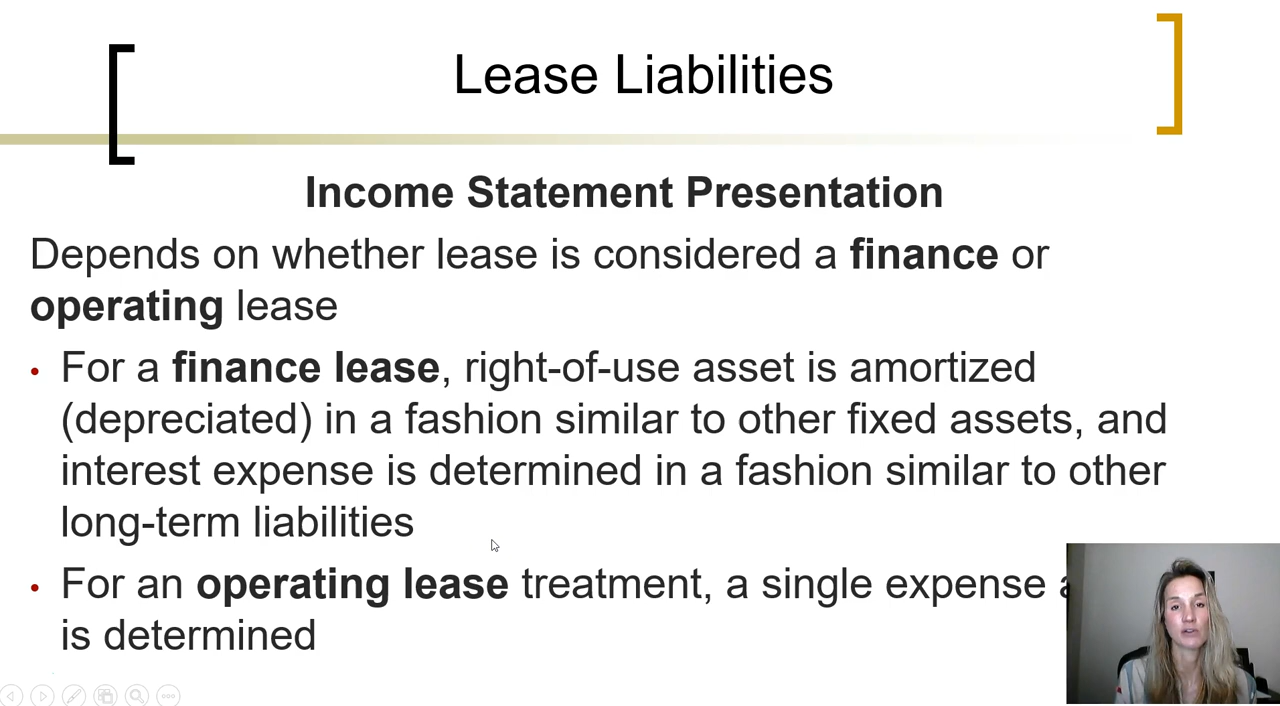 Lease Liabilities
Income Statement Presentation
Depends on whether lease is considered a finance or
operating lease
• For a finance lease, right-of-use asset is amortized
(depreciated) in a fashion similar to other fixed assets, and
interest expense is determined in a fashion similar to other
long-term liabilities
• For an operating lease treatment, a single expense
is determined